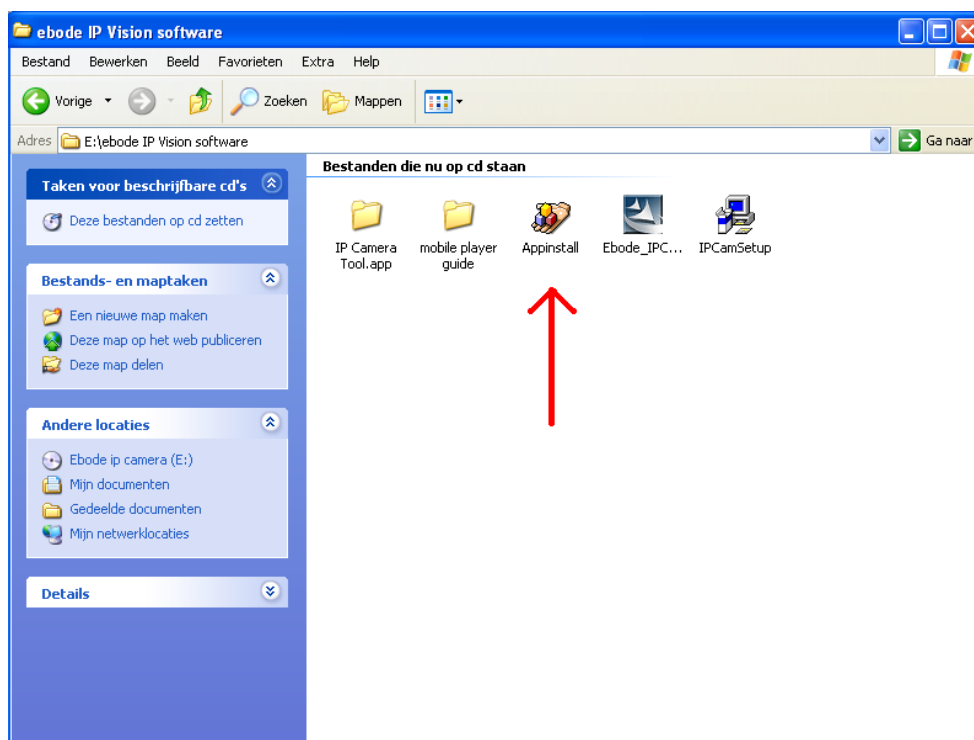 ebode IP Vision software
Bestand Bewerken Beeld Favorieten Extra Help
Vorige Zoeken Mappen
Adres E:\ebode IP Vision software Ga naar
Bestanden die nu op cd staan
Taken voor beschrijfbare cd's
Deze bestanden op cd zetten
IP Camera Tool.app
mobile player guide
Appinstall
Ebode_IPC...
IPCamSetup
Bestands- en maptaken
Een nieuwe map maken
Deze map op het web publiceren
Deze map delen
Andere locaties
Ebode ip camera (E:)
Mijn documenten
Gedeelde documenten
Mijn netwerklocaties
Details